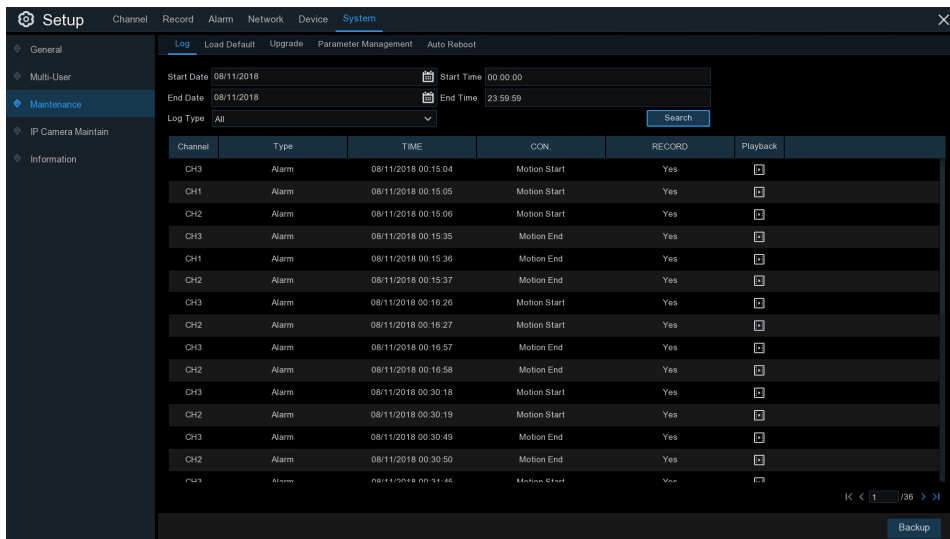 Setup Channel Record Alarm Network Device System
General
Multi-User
Maintenance
IP Camera Maintain
Information
Log Load Default Upgrade Parameter Management Auto Reboot
Start Date 08/11/2018 Start Time 00:00:00
End Date 08/11/2018 End Time 23:59:59
Log Type All Search
Channel Type TIME CON. RECORD Playback
CH3 Alarm 08/11/2018 00:15:04 Motion Start Yes
CH1 Alarm 08/11/2018 00:15:05 Motion Start Yes
CH2 Alarm 08/11/2018 00:15:06 Motion Start Yes
CH3 Alarm 08/11/2018 00:15:35 Motion End Yes
CH1 Alarm 08/11/2018 00:15:36 Motion End Yes
CH2 Alarm 08/11/2018 00:15:37 Motion End Yes
CH3 Alarm 08/11/2018 00:16:26 Motion Start Yes
CH2 Alarm 08/11/2018 00:16:27 Motion Start Yes
CH3 Alarm 08/11/2018 00:16:57 Motion End Yes
CH2 Alarm 08/11/2018 00:16:58 Motion End Yes
CH3 Alarm 08/11/2018 00:30:18 Motion Start Yes
CH2 Alarm 08/11/2018 00:30:19 Motion Start Yes
CH3 Alarm 08/11/2018 00:30:49 Motion End Yes
CH2 Alarm 08/11/2018 00:30:50 Motion End Yes
CH3 Alarm 08/11/2018 00:31:45 Motion Start Yes
1 /36
Backup